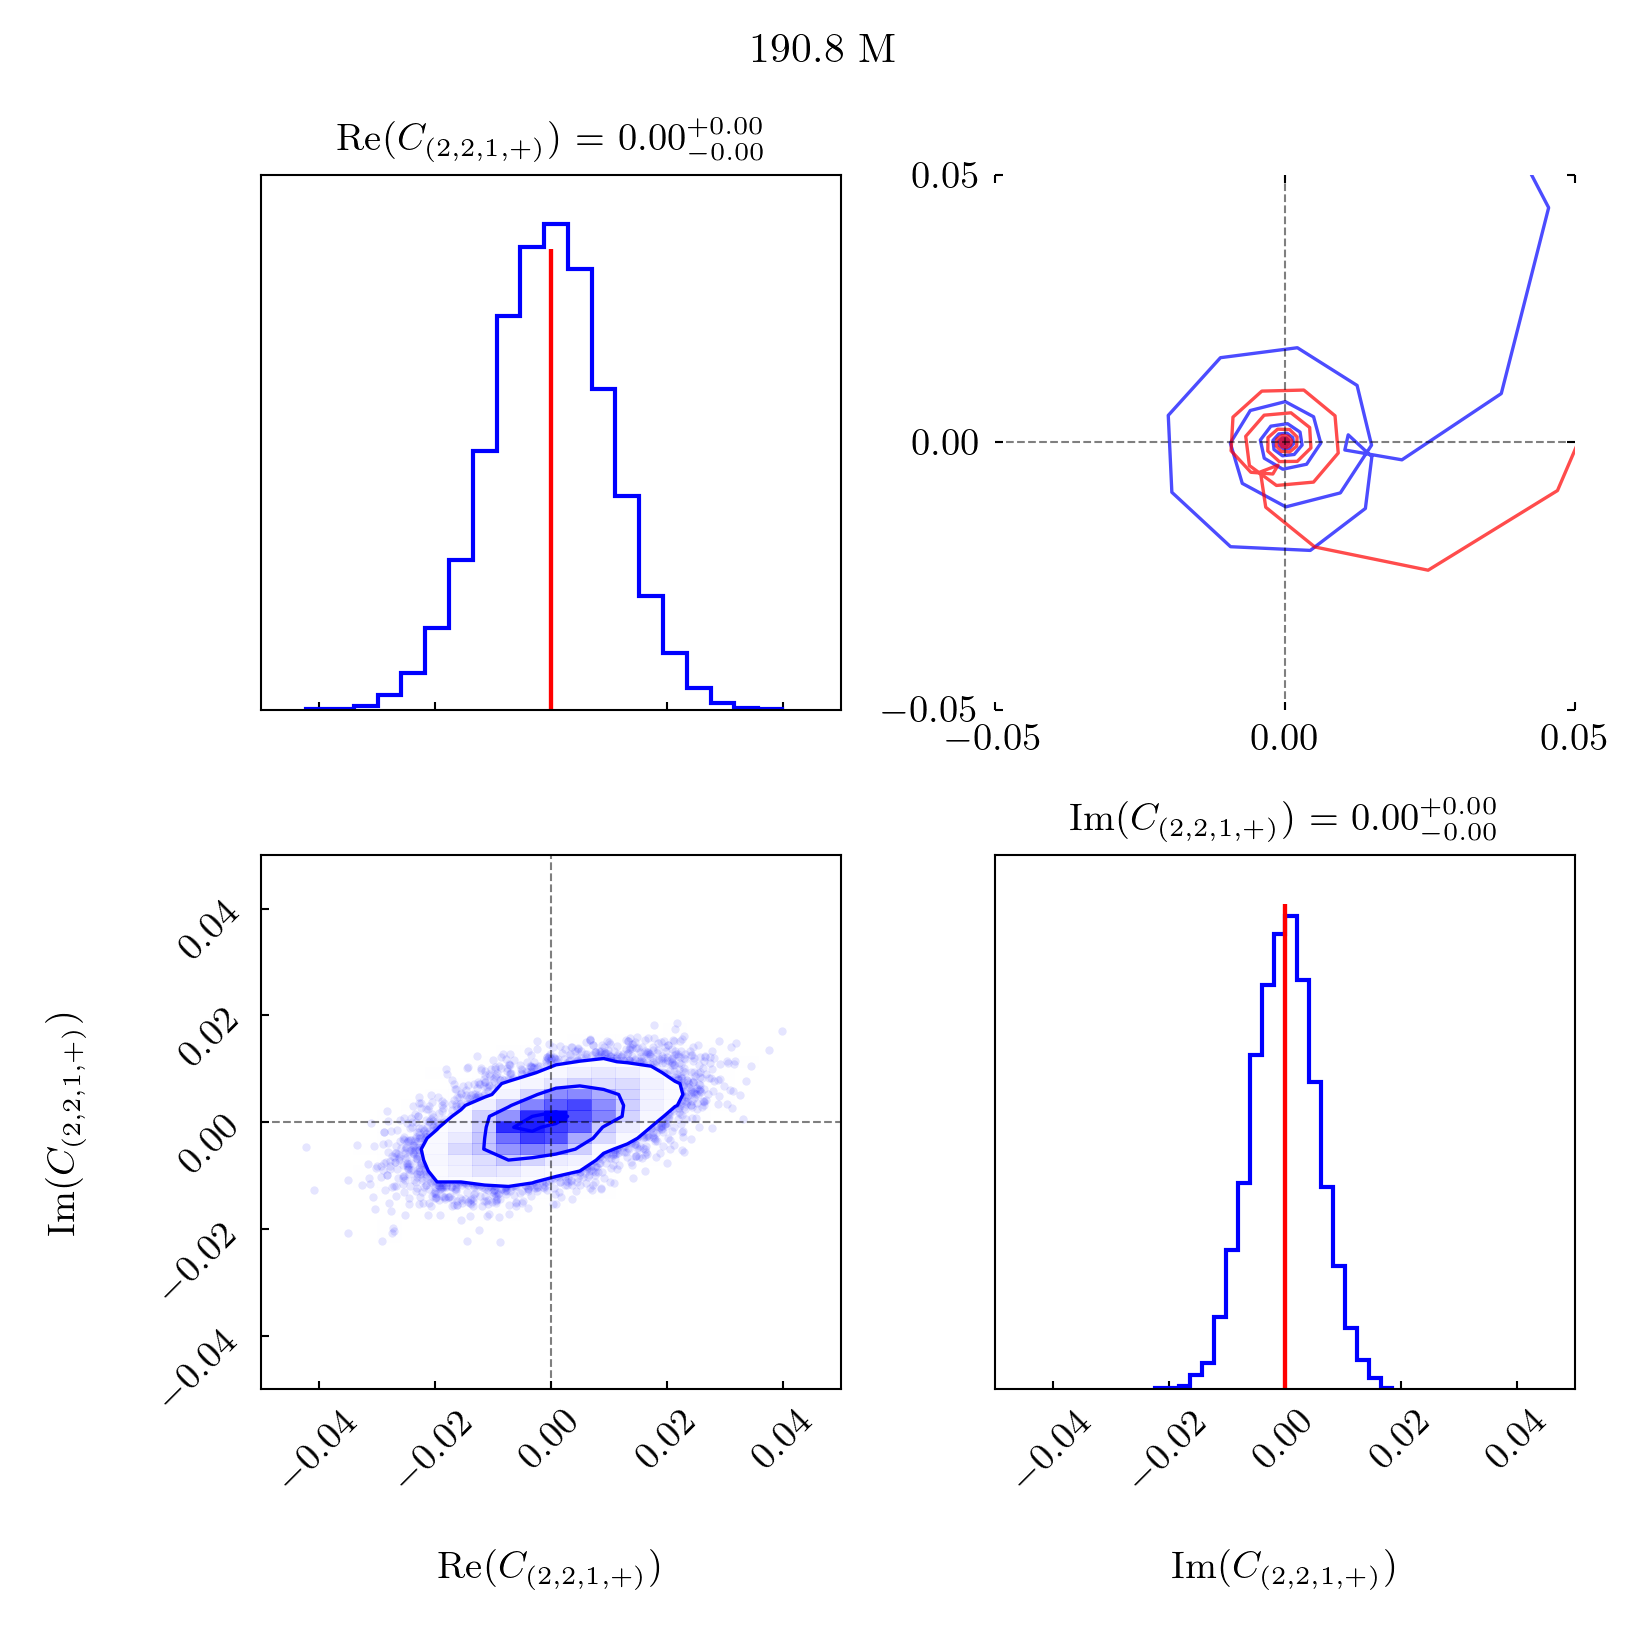 190.8 M
Re(C₍₂,₂,₁,₊₎) = 0.00⁺⁰·⁰⁰₋₀.₀₀
0.05
0.00
−0.05
−0.05 0.00 0.05
Im(C₍₂,₂,₁,₊₎) = 0.00⁺⁰·⁰⁰₋₀.₀₀
Im(C₍₂,₂,₁,₊₎)
0.04
0.02
0.00
−0.02
−0.04
−0.04 −0.02 0.00 0.02 0.04
−0.04 −0.02 0.00 0.02 0.04
Re(C₍₂,₂,₁,₊₎)
Im(C₍₂,₂,₁,₊₎)